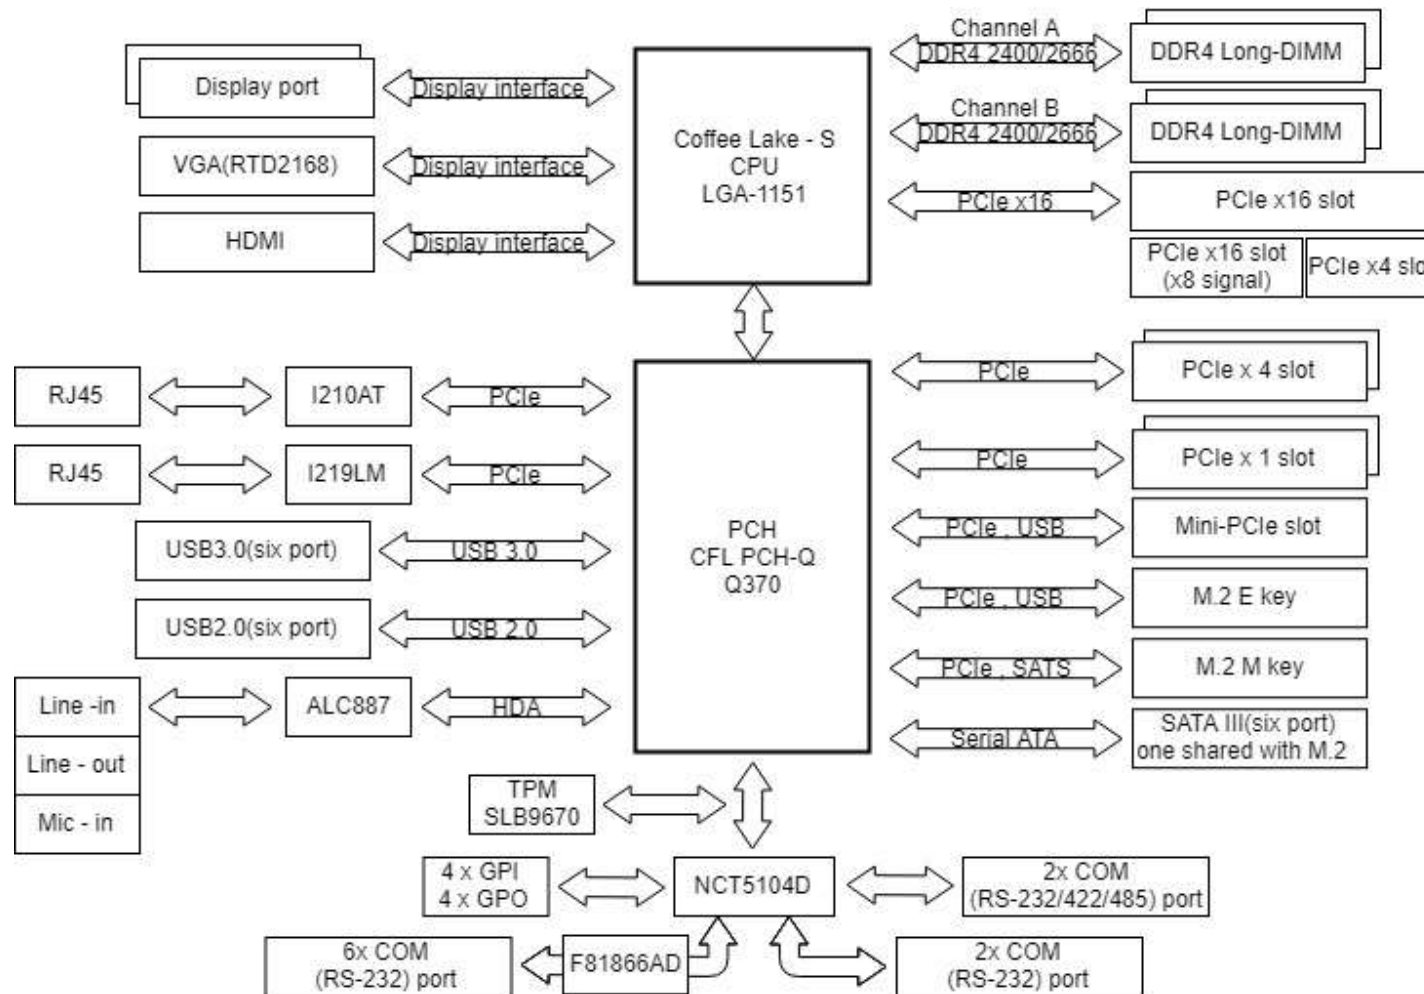 Channel A
DDR4 2400/2666
DDR4 Long-DIMM
Display port
Display interface
Channel B
DDR4 2400/2666
DDR4 Long-DIMM
Coffee Lake - S
CPU
LGA-1151
VGA(RTD2168)
Display interface
PCIe x16
PCIe x16 slot
HDMI
Display interface
PCIe x16 slot
(x8 signal)
PCIe x4 slo
RJ45
I210AT
PCIe
PCIe
PCIe x 4 slot
RJ45
I219LM
PCIe
PCIe
PCIe x 1 slot
PCH
CFL PCH-Q
Q370
PCIe , USB
Mini-PCIe slot
USB3.0(six port)
USB 3.0
PCIe , USB
M.2 E key
USB2.0(six port)
USB 2.0
PCIe , SATS
M.2 M key
Line -in
ALC887
HDA
Serial ATA
SATA III(six port)
one shared with M.2
Line - out
Mic - in
TPM
SLB9670
4 x GPI
4 x GPO
NCT5104D
2x COM
(RS-232/422/485) port
6x COM
(RS-232) port
F81866AD
2x COM
(RS-232) port